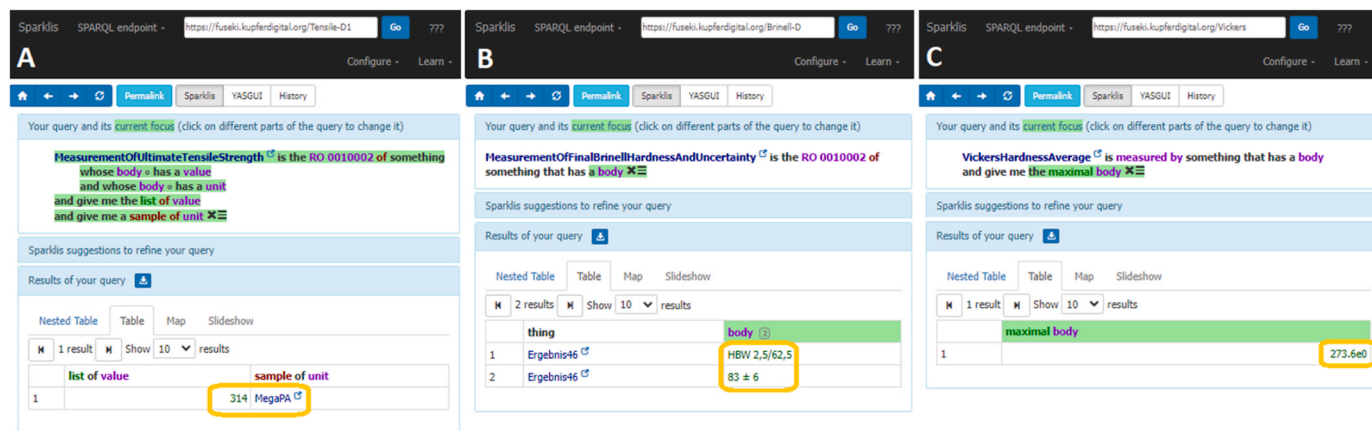 Sparklis SPARQL endpoint https://fuseki.kupferdigital.org/Tensile-D1 Go ???
A Configure Learn
Permalink Sparklis YASGUI History
Your query and its current focus (click on different parts of the query to change it)
MeasurementOfUltimateTensileStrength is the RO 0010002 of something
whose body has a value
and whose body has a unit
and give me the list of value
and give me a sample of unit
Sparklis suggestions to refine your query
Results of your query
Nested Table Table Map Slideshow
1 result Show 10 results
list of value sample of unit
1 314 MegaPA
Sparklis SPARQL endpoint https://fuseki.kupferdigital.org/Brinell-D Go ???
B Configure Learn
Permalink Sparklis YASGUI History
Your query and its current focus (click on different parts of the query to change it)
MeasurementOfFinalBrinellHardnessAndUncertainty is the RO 0010002 of
something that has a body
Sparklis suggestions to refine your query
Results of your query
Nested Table Table Map Slideshow
2 results Show 10 results
thing body 2
1 Ergebnis46 HBW 2,5/62,5
2 Ergebnis46 83 ± 6
Sparklis SPARQL endpoint https://fuseki.kupferdigital.org/Vickers Go ???
C Configure Learn
Permalink Sparklis YASGUI History
Your query and its current focus (click on different parts of the query to change it)
VickersHardnessAverage is measured by something that has a body
and give me the maximal body
Sparklis suggestions to refine your query
Results of your query
Nested Table Table Map Slideshow
1 result Show 10 results
maximal body
1 273.6e0